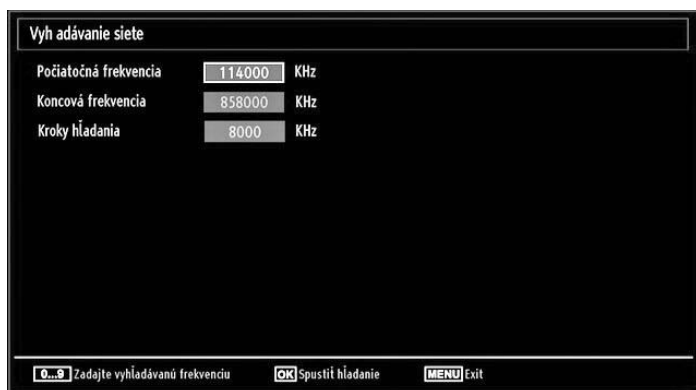 Vyh adávanie siete
Počiatočná frekvencia 114000 KHz
Koncová frekvencia 858000 KHz
Kroky hľadania 8000 KHz
0...9 Zadajte vyhľadávanú frekvenciu OK Spustiť hľadanie MENU Exit